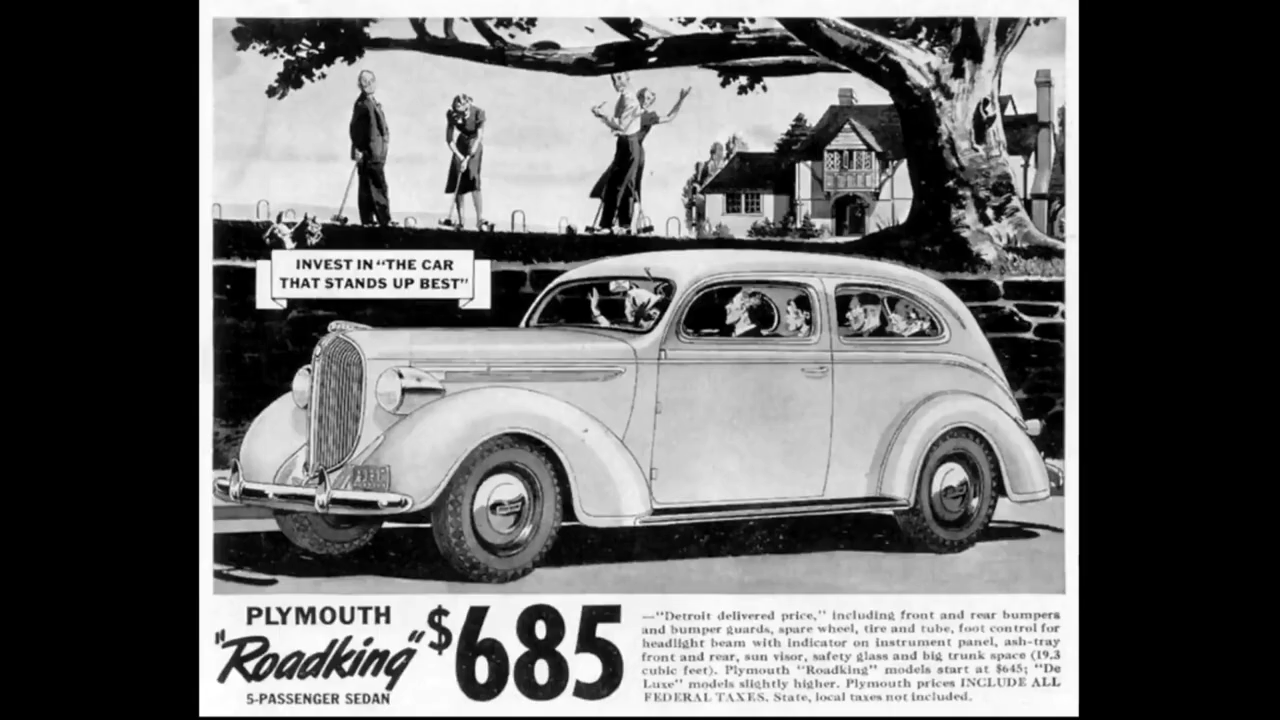 INVEST IN "THE CAR
THAT STANDS UP BEST"
PLYMOUTH
"Roadking"
5-PASSENGER SEDAN
$685
—"Detroit delivered price," including front and rear bumpers
and bumper guards, spare wheel, tire and tube, foot control for
headlight beam with indicator on instrument panel, ash-tray
front and rear, sun visor, safety glass and big trunk space (19.3
cubic feet). Plymouth "Roadking" models start at $645; "De
Luxe" models slightly higher. Plymouth prices INCLUDE ALL
FEDERAL TAXES. State, local taxes not included.